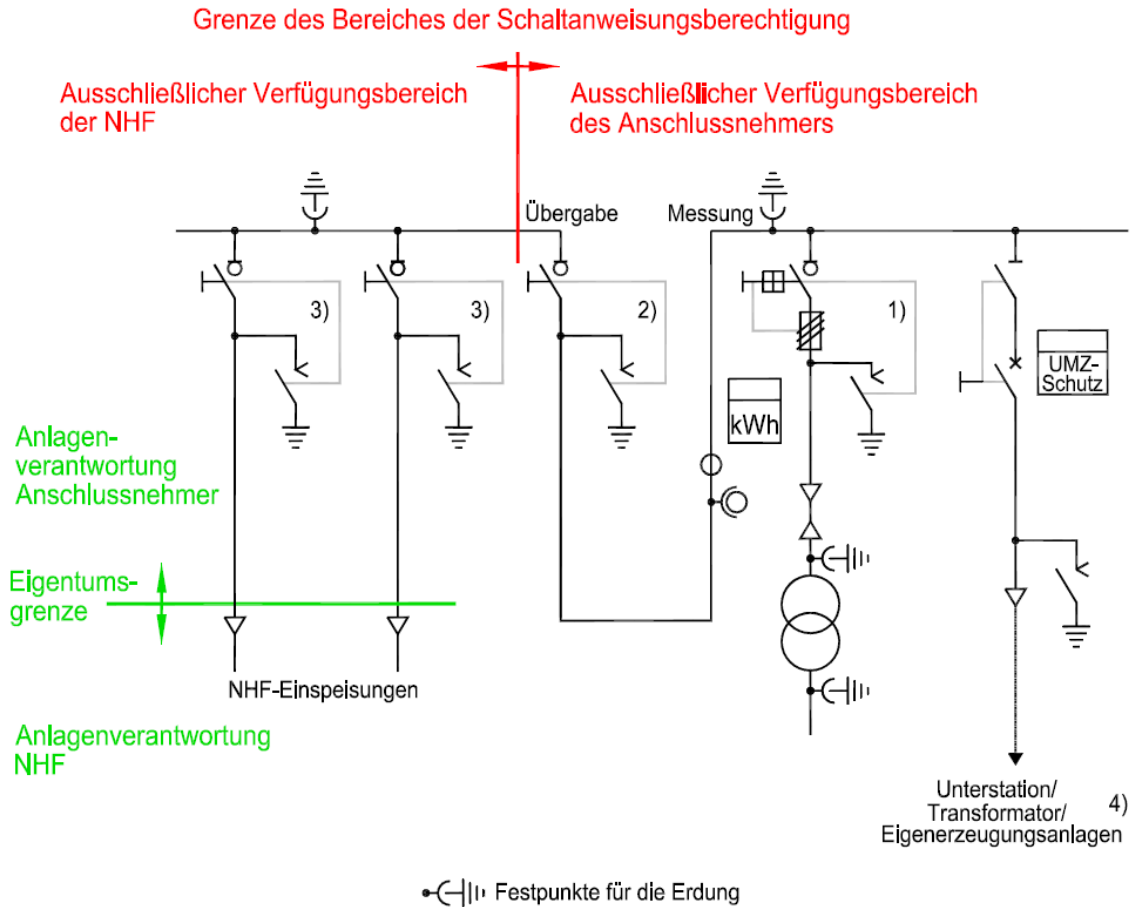 Grenze des Bereiches der Schaltanweisungsberechtigung
Ausschließlicher Verfügungsbereich
der NHF
Ausschließlicher Verfügungsbereich
des Anschlussnehmers
Übergabe
Messung
3)
3)
2)
1)
UMZ-
Schutz
kWh
Anlagen-
verantwortung
Anschlussnehmer
Eigentums-
grenze
NHF-Einspeisungen
Anlagenverantwortung
NHF
Unterstation/
Transformator/
Eigenerzeugungsanlagen
4)
Festpunkte für die Erdung